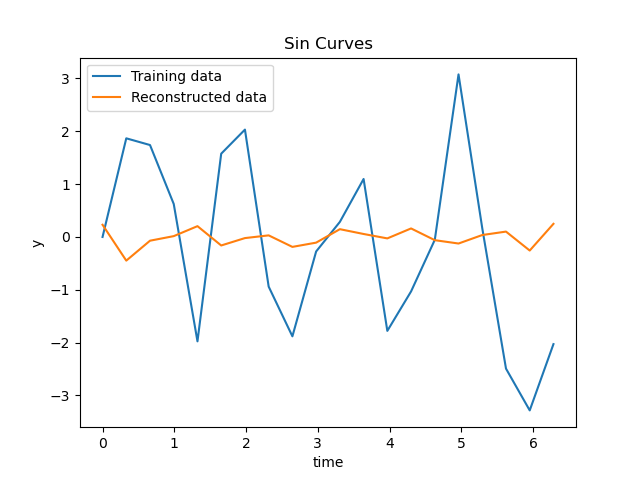 Sin Curves
Training data
Reconstructed data
y
3
2
1
0
−1
−2
−3
0 1 2 3 4 5 6
time